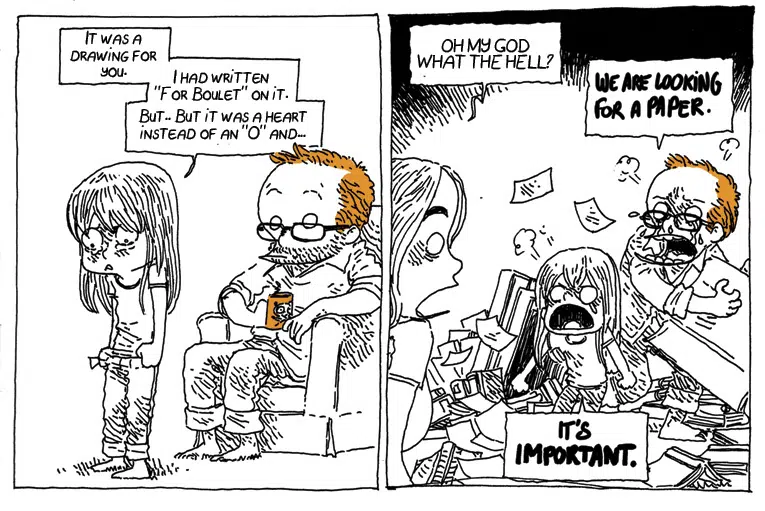 IT WAS A
DRAWING FOR
YOU.
I HAD WRITTEN
"FOR BOULET" ON IT.
BUT.. BUT IT WAS A HEART
INSTEAD OF AN "O" AND...
OH MY GOD
WHAT THE HELL?
WE ARE LOOKING
FOR A PAPER.
IT'S
IMPORTANT.